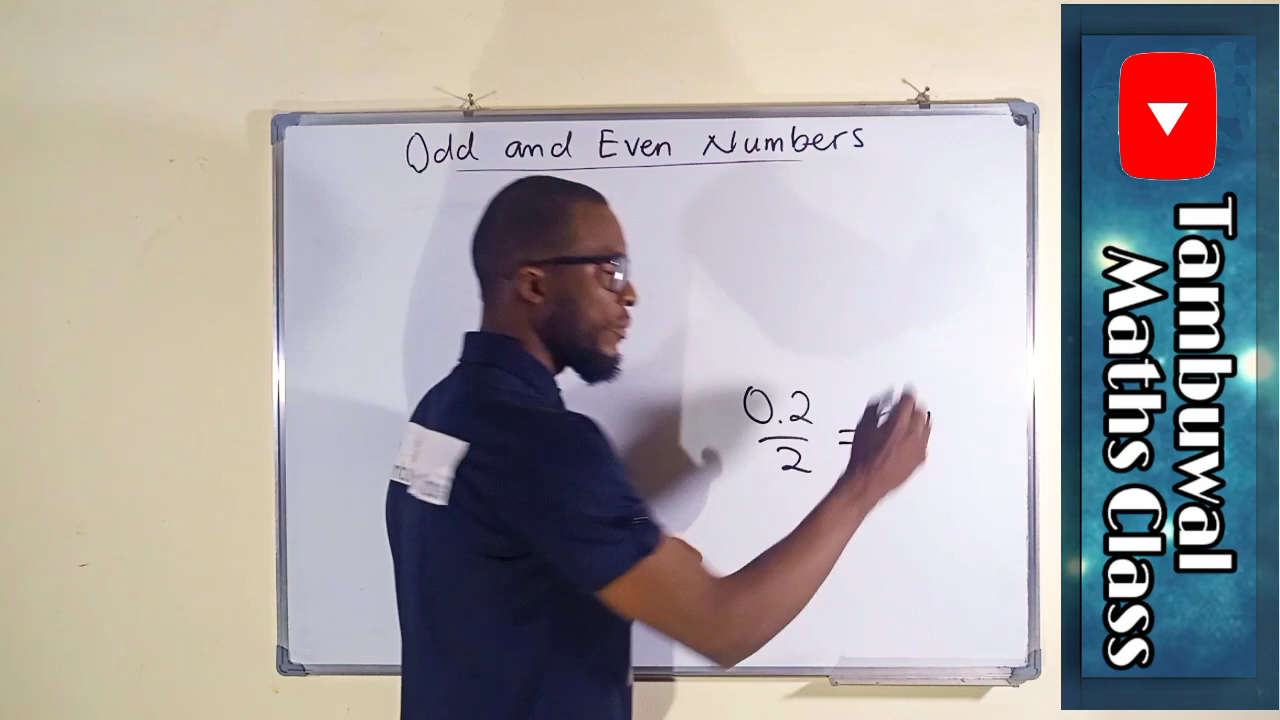 Odd and Even Numbers
0.2
2
=
Tambuwal
Maths Class